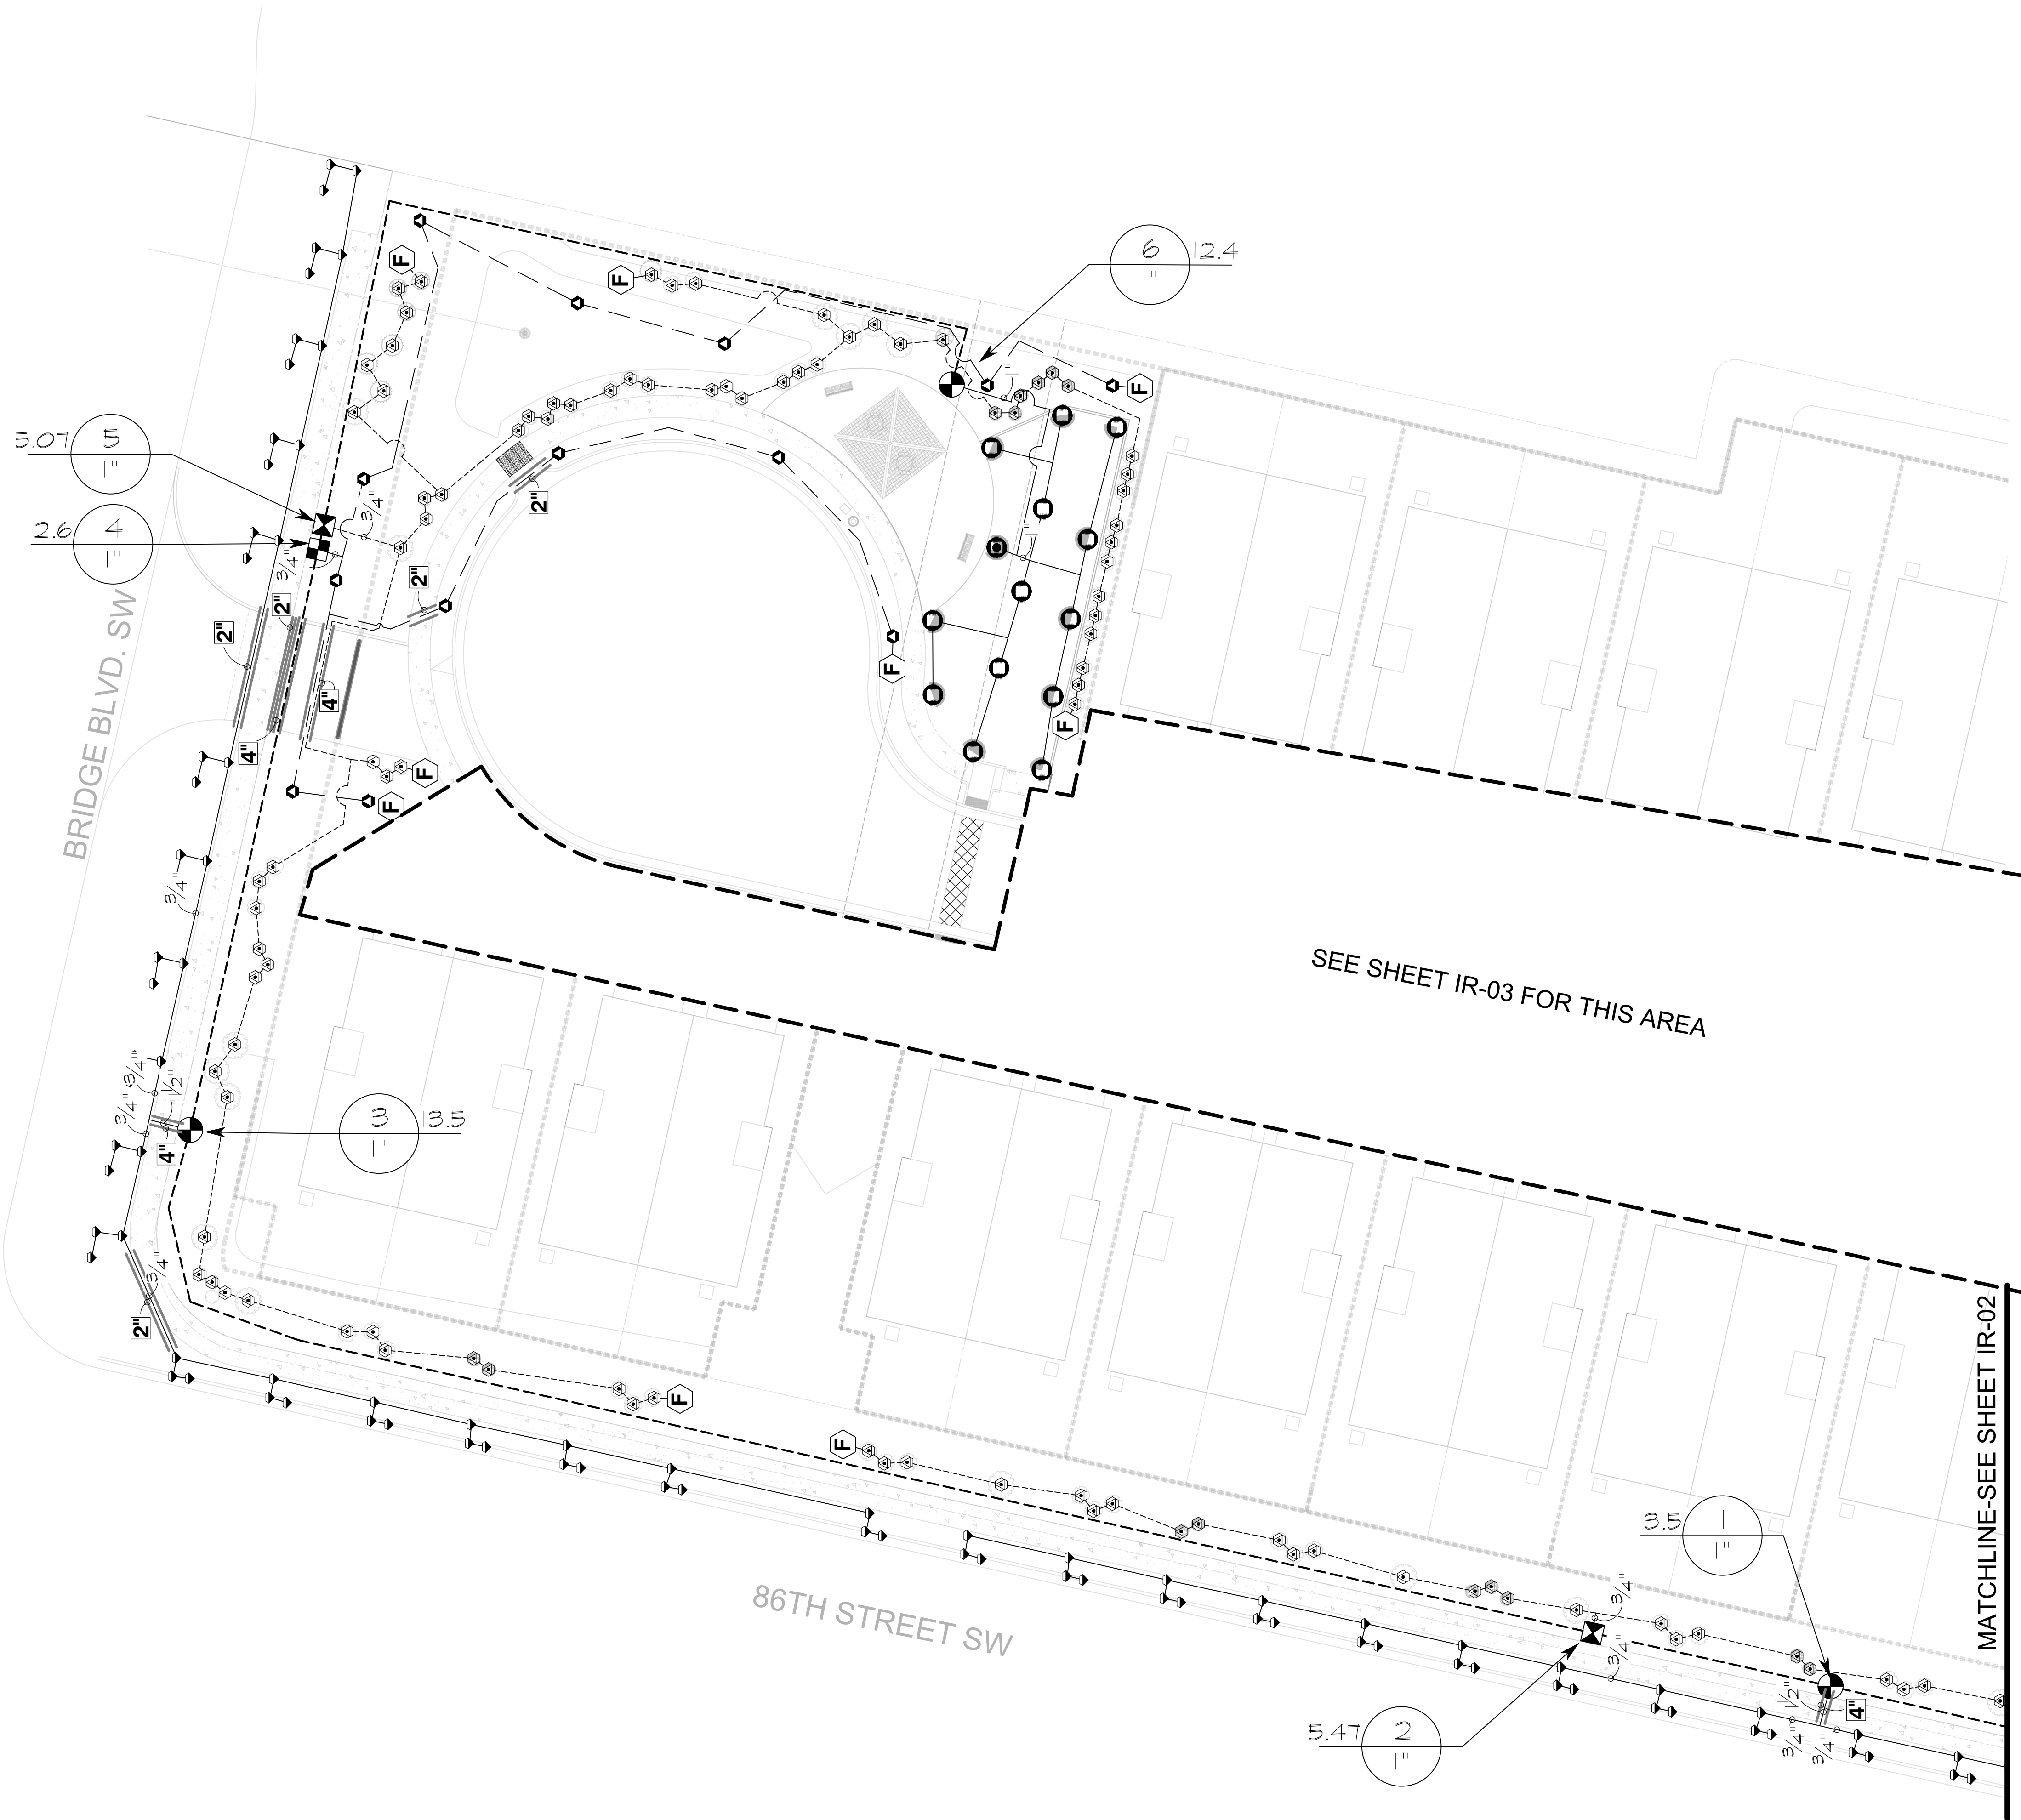 6 12.4
1"
F
F
F
1"
5.07 5
1"
3/4"
2"
2.6 4
1"
3/4"
1"
2"
2"
2"
F
F
4"
4"
F
F
BRIDGE BLVD. SW
3/4"
SEE SHEET IR-03 FOR THIS AREA
3/4"
1/2"
3/4"
3 13.5
1"
4"
3/4"
2"
F
F
MATCHLINE-SEE SHEET IR-02
13.5 1
1"
86TH STREET SW
3/4"
3/4"
1/2"
4"
5.47 2
1"
3/4"
3/4"